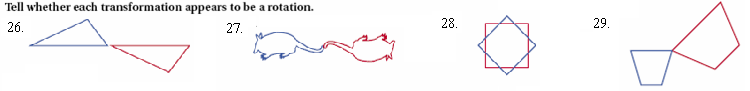 Tell whether each transformation appears to be a rotation.
26. 27. 28. 29.